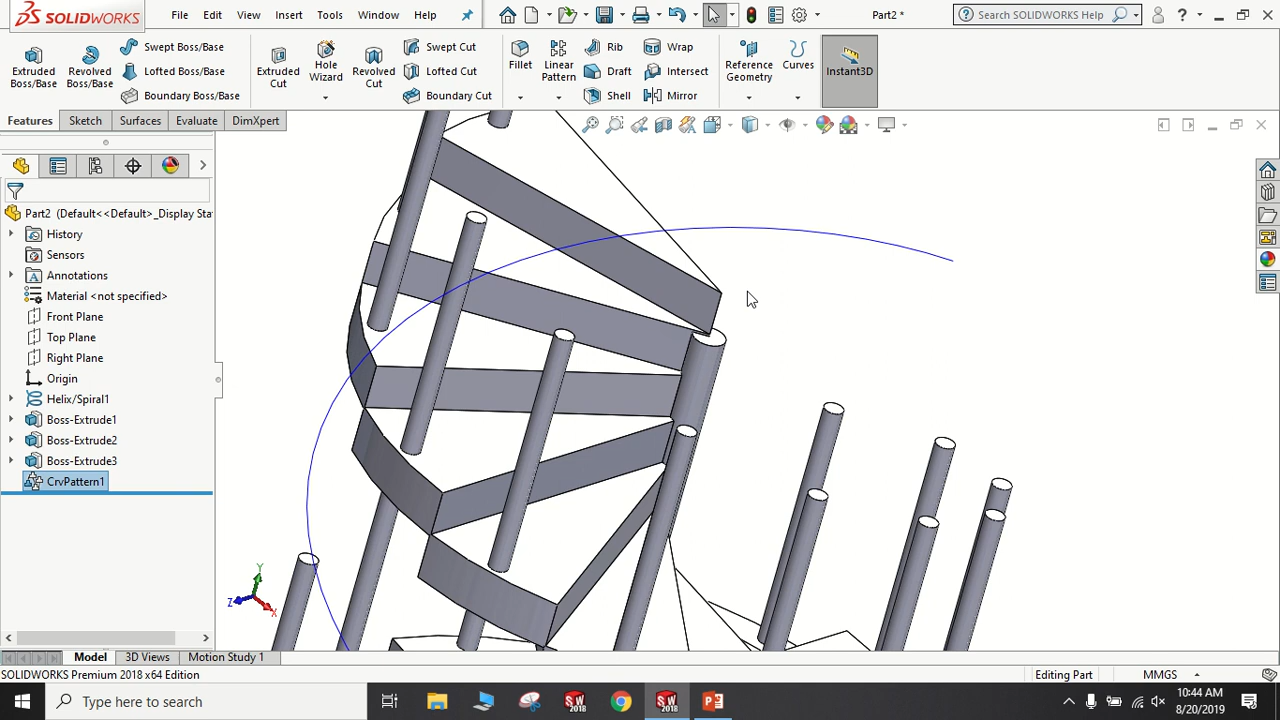 SOLIDWORKS
File Edit View Insert Tools Window Help
Part2 *
Search SOLIDWORKS Help
Extruded Boss/Base
Revolved Boss/Base
Swept Boss/Base
Lofted Boss/Base
Boundary Boss/Base
Extruded Cut
Hole Wizard
Revolved Cut
Swept Cut
Lofted Cut
Boundary Cut
Fillet
Linear Pattern
Rib
Draft
Shell
Wrap
Intersect
Mirror
Reference Geometry
Curves
Instant3D
Features Sketch Surfaces Evaluate DimXpert
Part2 (Default<<Default>_Display Sta
History
Sensors
Annotations
Material <not specified>
Front Plane
Top Plane
Right Plane
Origin
Helix/Spiral1
Boss-Extrude1
Boss-Extrude2
Boss-Extrude3
CrvPattern1
Y
Z
X
Model 3D Views Motion Study 1
SOLIDWORKS Premium 2018 x64 Edition
Editing Part
MMGS
Type here to search
SW 2018
SW 2018
10:44 AM
8/20/2019